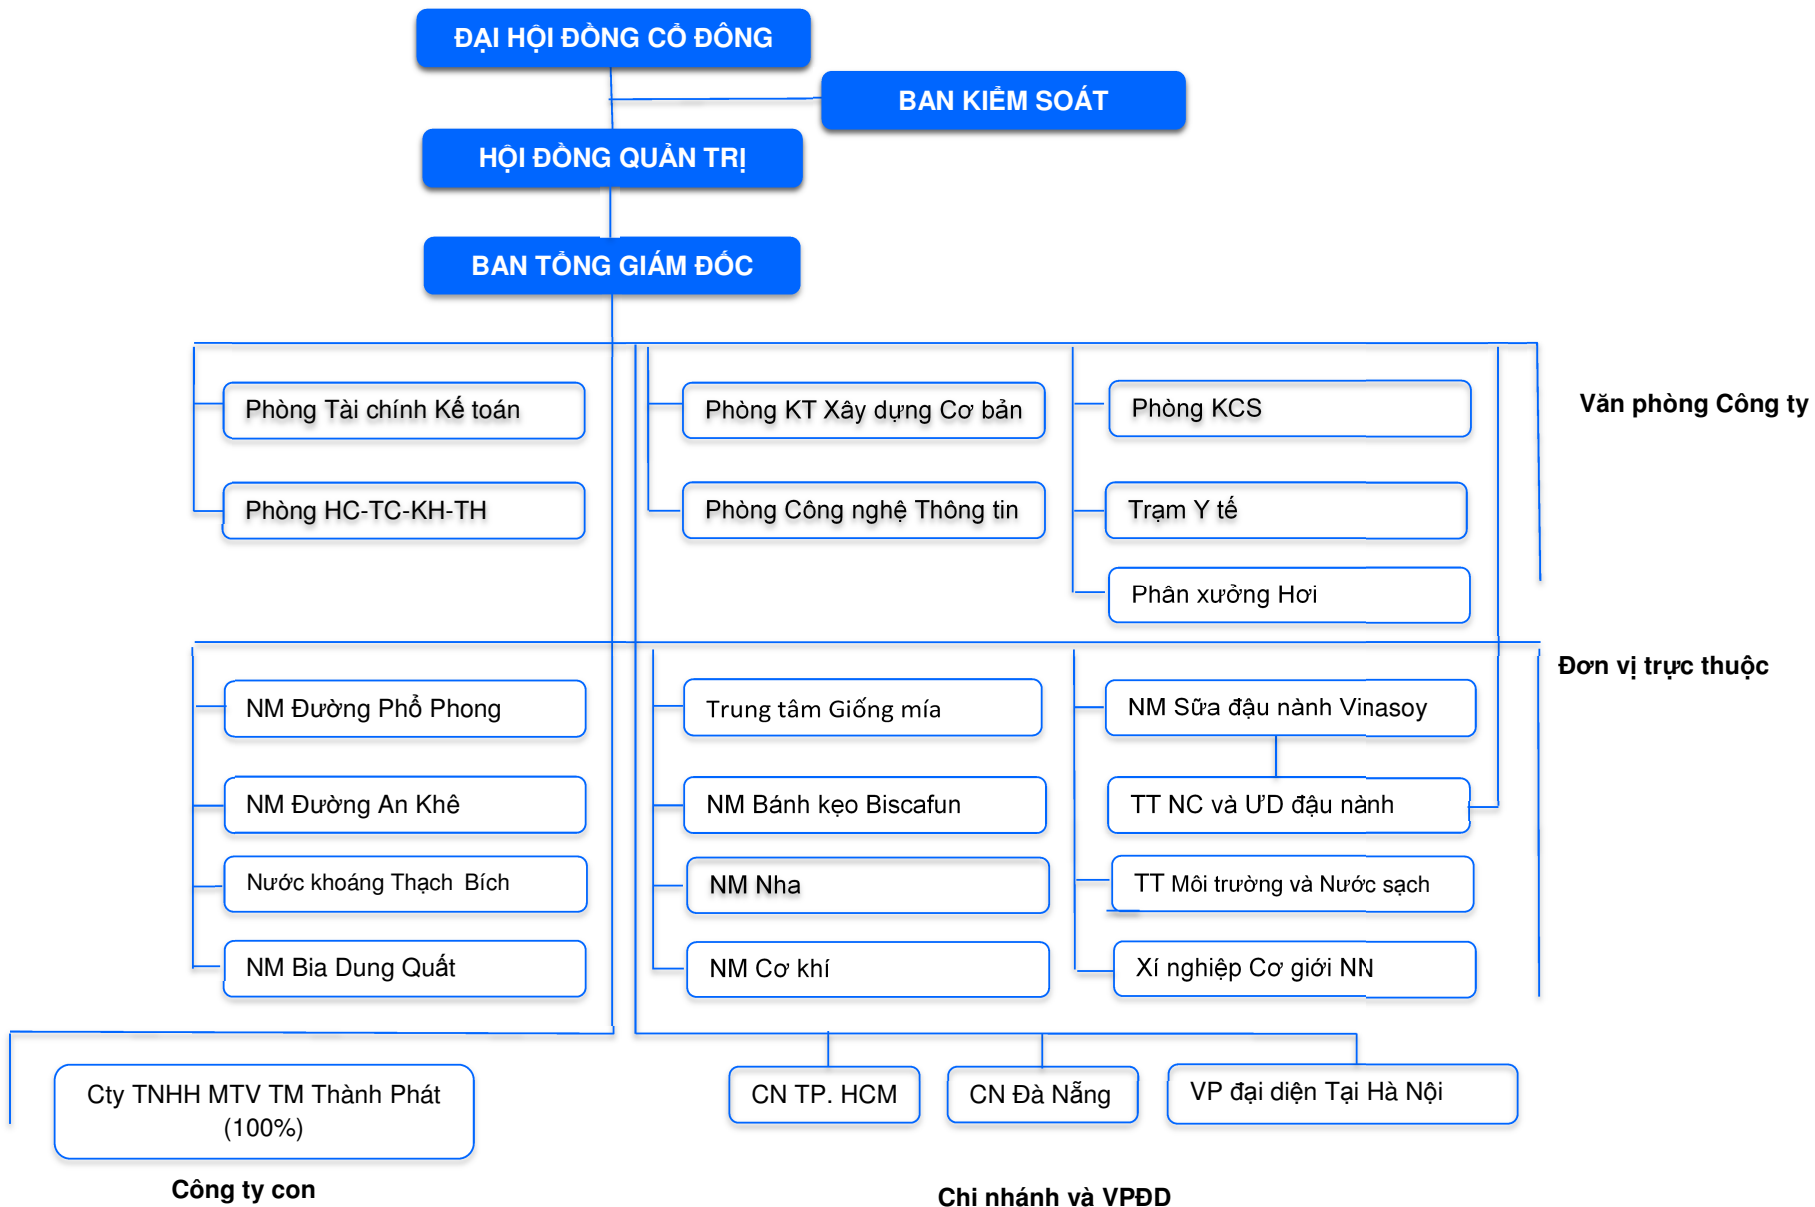 ĐẠI HỘI ĐỒNG CỔ ĐÔNG
BAN KIỂM SOÁT
HỘI ĐỒNG QUẢN TRỊ
BAN TỔNG GIÁM ĐỐC
Phòng Tài chính Kế toán
Phòng KT Xây dựng Cơ bản
Phòng KCS
Văn phòng Công ty
Phòng HC-TC-KH-TH
Phòng Công nghệ Thông tin
Trạm Y tế
Phân xưởng Hơi
Đơn vị trực thuộc
NM Đường Phổ Phong
Trung tâm Giống mía
NM Sữa đậu nành Vinasoy
NM Đường An Khê
NM Bánh kẹo Biscafun
TT NC và ƯD đậu nành
Nước khoáng Thạch Bích
NM Nha
TT Môi trường và Nước sạch
NM Bia Dung Quất
NM Cơ khí
Xí nghiệp Cơ giới NN
Cty TNHH MTV TM Thành Phát
(100%)
CN TP. HCM
CN Đà Nẵng
VP đại diện Tại Hà Nội
Công ty con
Chi nhánh và VPĐD